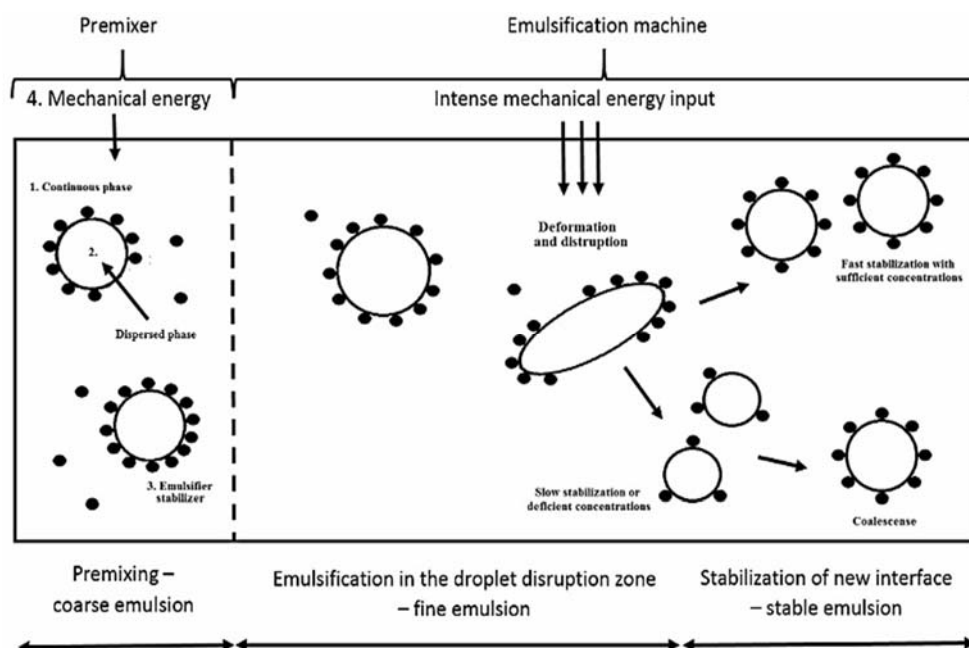 Premixer
Emulsification machine
4. Mechanical energy
Intense mechanical energy input
1. Continuous phase
2.
Dispersed phase
3. Emulsifier
stabilizer
Deformation
and distruption
Fast stabilization with
sufficient concentrations
Slow stabilization or
deficient concentrations
Coalescense
Premixing –
coarse emulsion
Emulsification in the droplet disruption zone
– fine emulsion
Stabilization of new interface
– stable emulsion